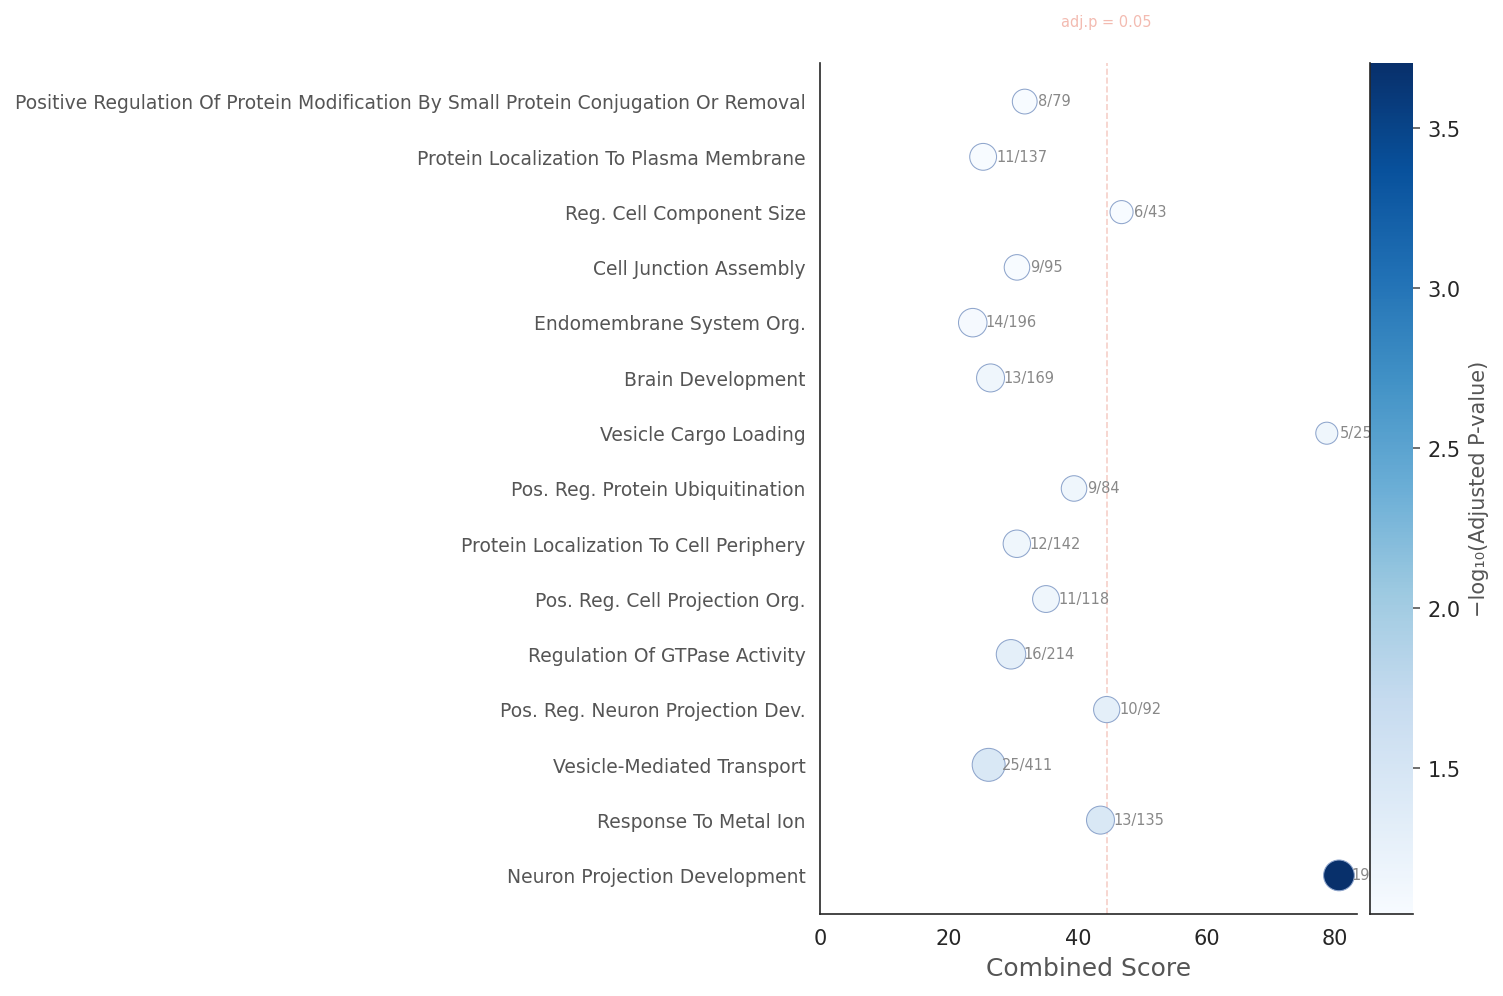 adj.p = 0.05
Positive Regulation Of Protein Modification By Small Protein Conjugation Or Removal 8/79
Protein Localization To Plasma Membrane 11/137
Reg. Cell Component Size 6/43
Cell Junction Assembly 9/95
Endomembrane System Org. 14/196
Brain Development 13/169
Vesicle Cargo Loading 5/25
Pos. Reg. Protein Ubiquitination 9/84
Protein Localization To Cell Periphery 12/142
Pos. Reg. Cell Projection Org. 11/118
Regulation Of GTPase Activity 16/214
Pos. Reg. Neuron Projection Dev. 10/92
Vesicle-Mediated Transport 25/411
Response To Metal Ion 13/135
Neuron Projection Development 19
0 20 40 60 80
Combined Score
3.5
3.0
2.5
2.0
1.5
−log₁₀(Adjusted P-value)